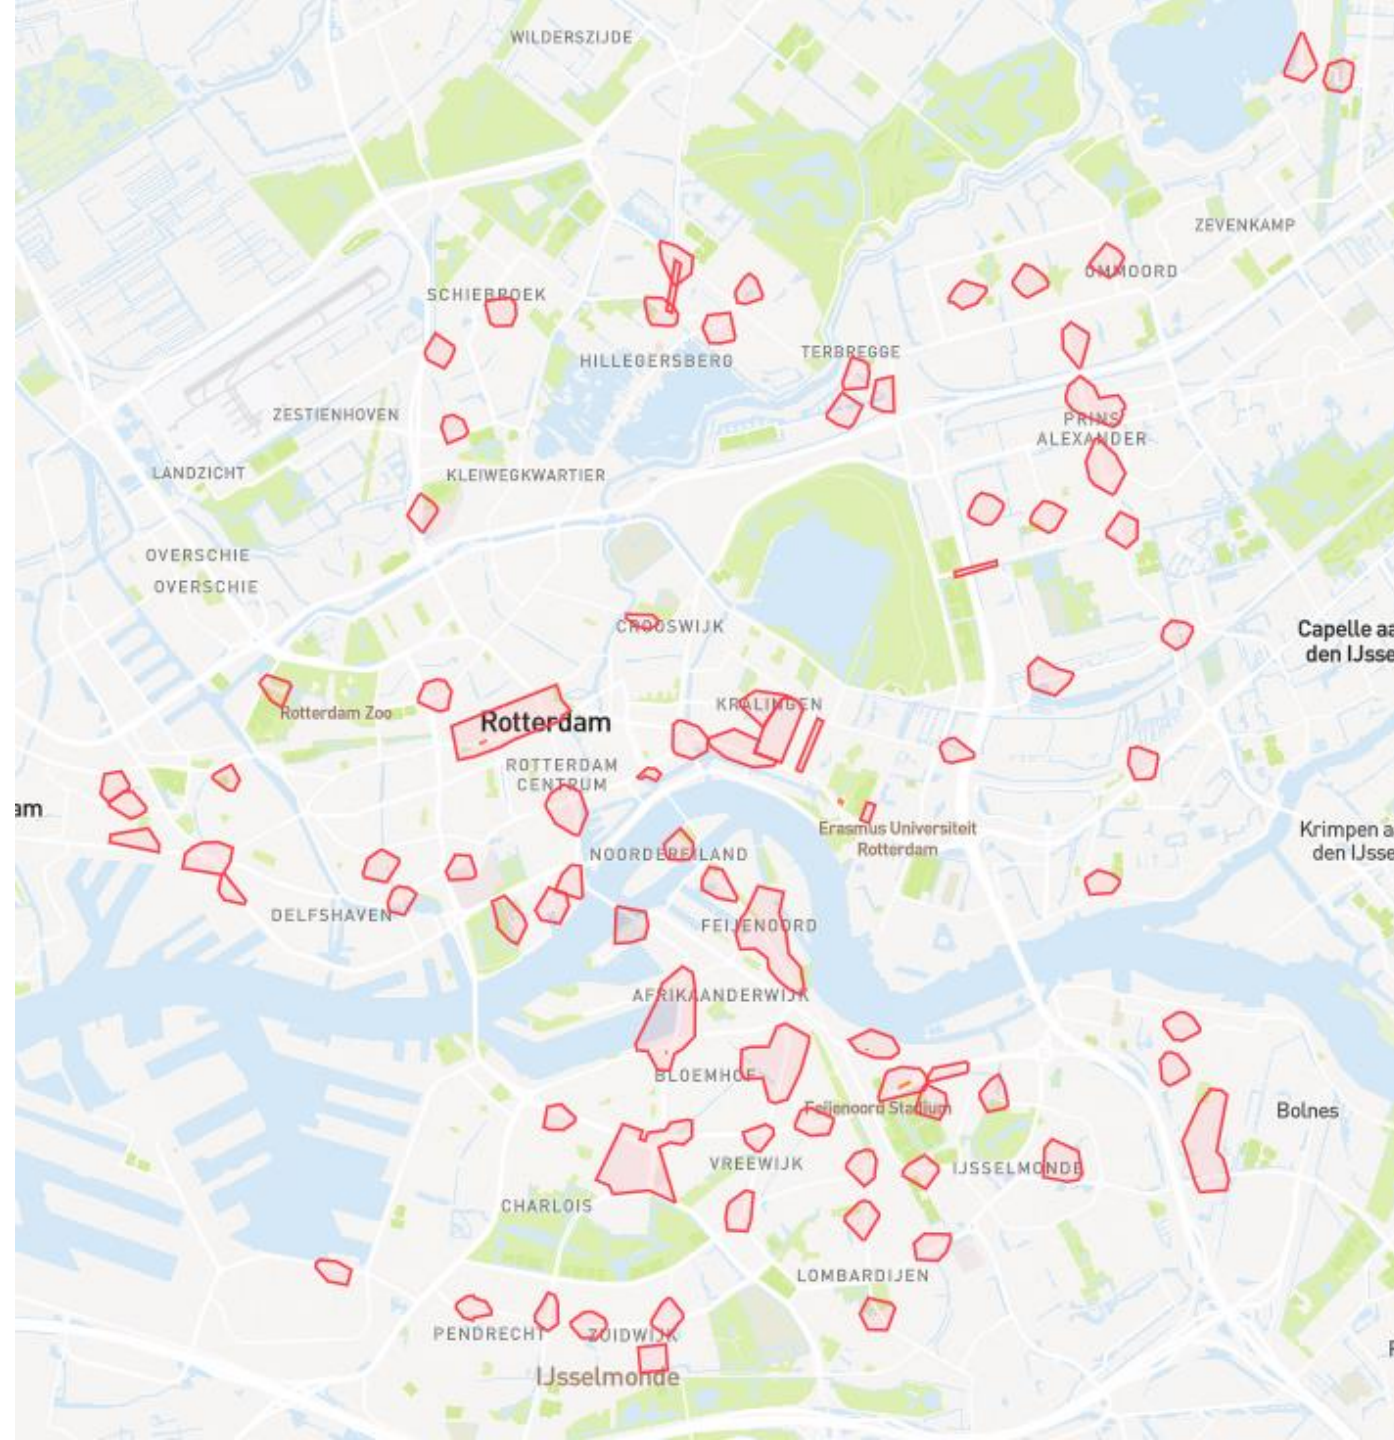 WILDERSZIJDE
ZEVENKAMP
OMMOORD
SCHIEBROEK
TERBREGGE
HILLEGERSBERG
ZESTIENHOVEN
PRINS
ALEXANDER
LANDZICHT
KLEIWEGKWARTIER
OVERSCHIE
OVERSCHIE
CROOSWIJK
Capelle aa
den IJsse
KRALINGEN
Rotterdam Zoo
Rotterdam
ROTTERDAM
CENTRUM
am
Erasmus Universiteit
Rotterdam
Krimpen a
den IJsse
NOORDEREILAND
DELFSHAVEN
FEIJENOORD
AFRIKAANDERWIJK
BLOEMHOF
Feijenoord Stadium
Bolnes
VREEWIJK
IJSSELMONDE
CHARLOIS
LOMBARDIJEN
PENDRECHT
ZUIDWIJK
IJsselmonde